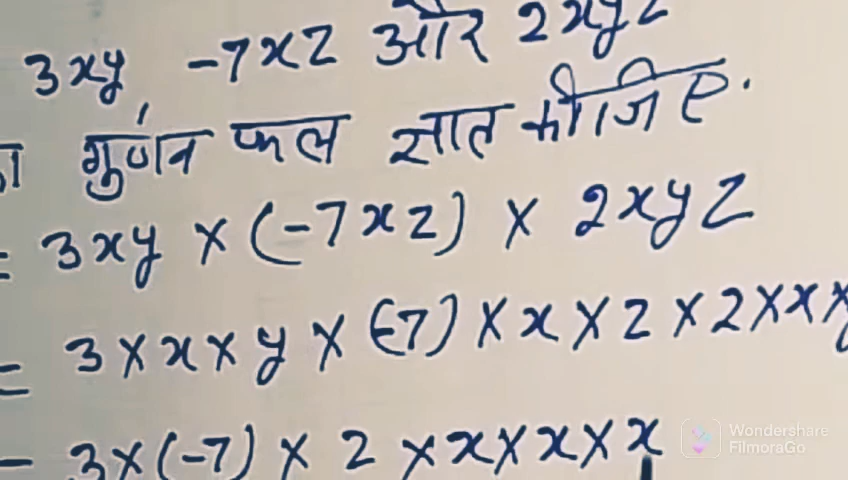 3xy -7xz और 2xyz
का गुणन फल ज्ञात कीजिए.
= 3xy × (-7xz) × 2xyz
= 3 × x × y × (-7) × x × z × 2 × x × y
= 3 × (-7) × 2 × x × x × x
Wondershare
FilmoraGo